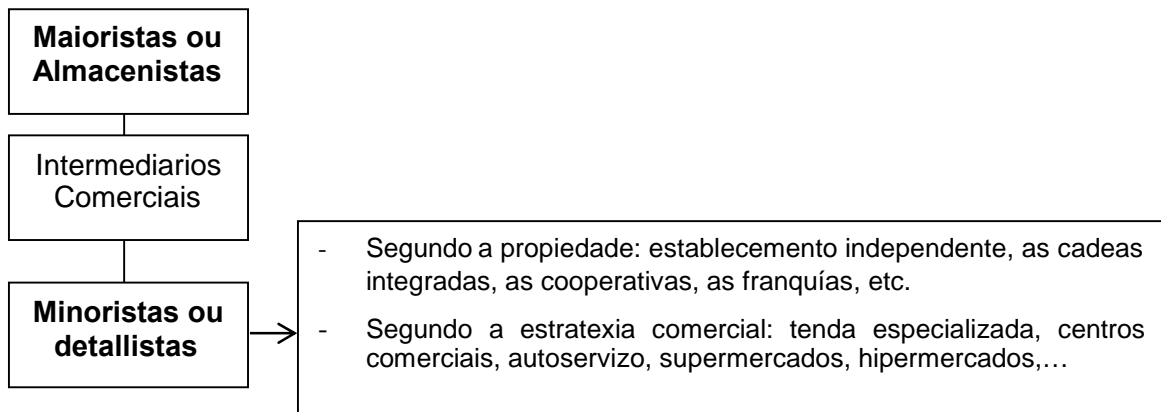 Maioristas ou
Almacenistas
Intermediarios
Comerciais
Minoristas ou
detallistas
- Segundo a propiedade: establecemento independente, as cadeas
integradas, as cooperativas, as franquías, etc.
- Segundo a estratexia comercial: tenda especializada, centros
comerciais, autoservizo, supermercados, hipermercados,…